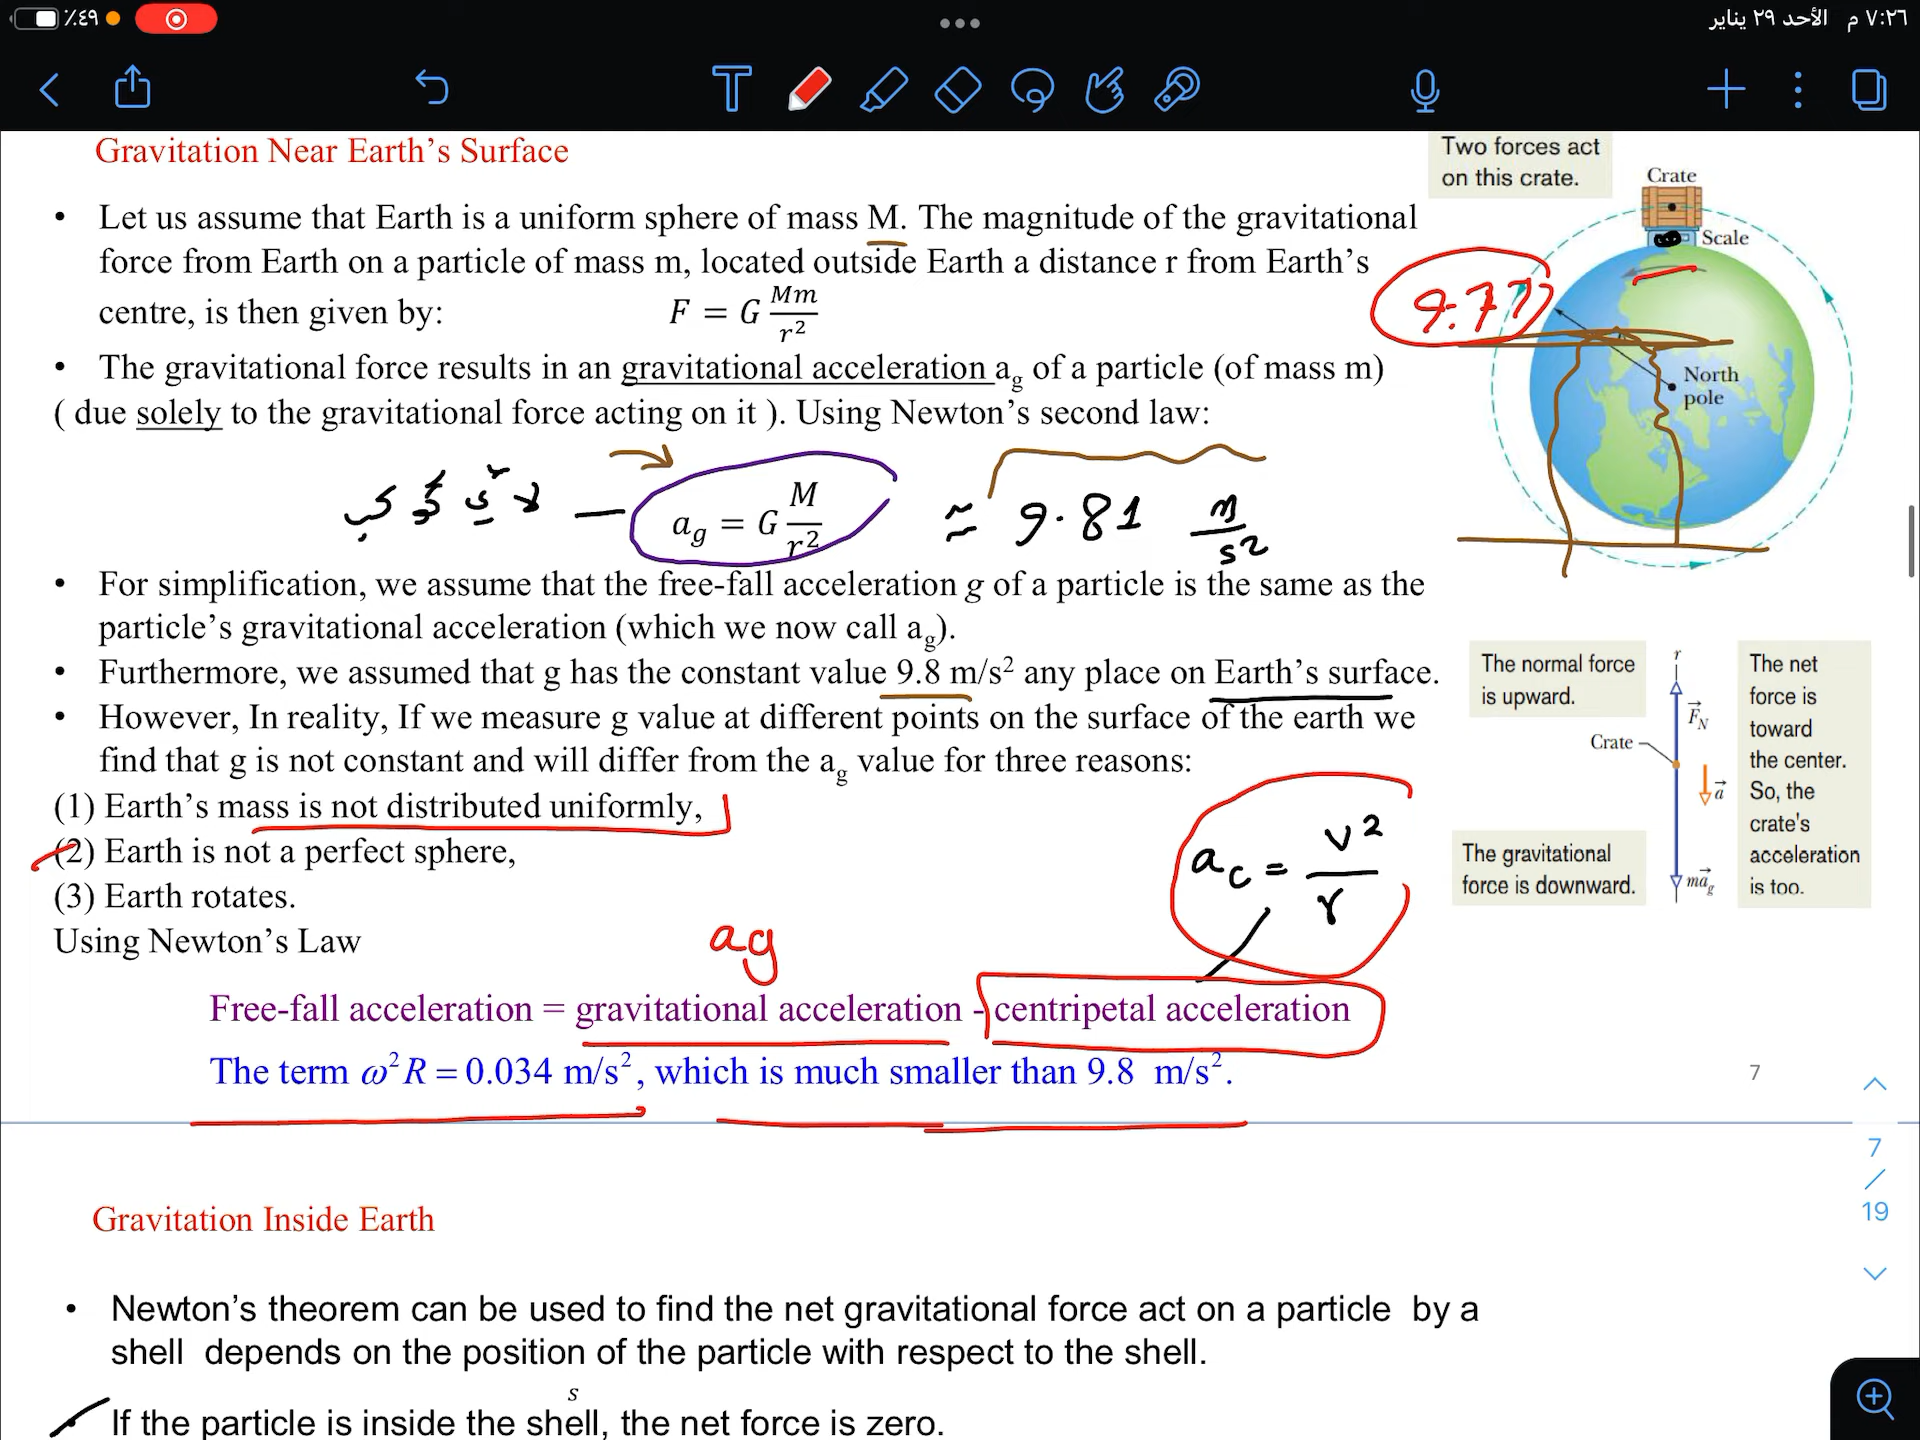 ٪٤٩
٧:٢٦ م الأحد ٢٩ يناير
Gravitation Near Earth’s Surface
• Let us assume that Earth is a uniform sphere of mass M. The magnitude of the gravitational
force from Earth on a particle of mass m, located outside Earth a distance r from Earth’s
centre, is then given by: F = G Mm/r²
• The gravitational force results in an gravitational acceleration a_g of a particle (of mass m)
( due solely to the gravitational force acting on it ). Using Newton’s second law:
a_g = G M/r² ≈ 9.81 m/s²
• For simplification, we assume that the free-fall acceleration g of a particle is the same as the
particle’s gravitational acceleration (which we now call a_g).
• Furthermore, we assumed that g has the constant value 9.8 m/s² any place on Earth’s surface.
• However, In reality, If we measure g value at different points on the surface of the earth we
find that g is not constant and will differ from the a_g value for three reasons:
(1) Earth’s mass is not distributed uniformly,
(2) Earth is not a perfect sphere,
(3) Earth rotates.
Using Newton’s Law
ag
a_c = v²/r
Free-fall acceleration = gravitational acceleration - centripetal acceleration
The term ω²R = 0.034 m/s², which is much smaller than 9.8 m/s².
Two forces act
on this crate.
Crate
Scale
9.77
North
pole
The normal force
is upward.
r
F_N
Crate
a
The gravitational
force is downward.
ma_g
The net
force is
toward
the center.
So, the
crate's
acceleration
is too.
7
7
/
19
Gravitation Inside Earth
• Newton’s theorem can be used to find the net gravitational force act on a particle by a
shell depends on the position of the particle with respect to the shell.
s
If the particle is inside the shell, the net force is zero.